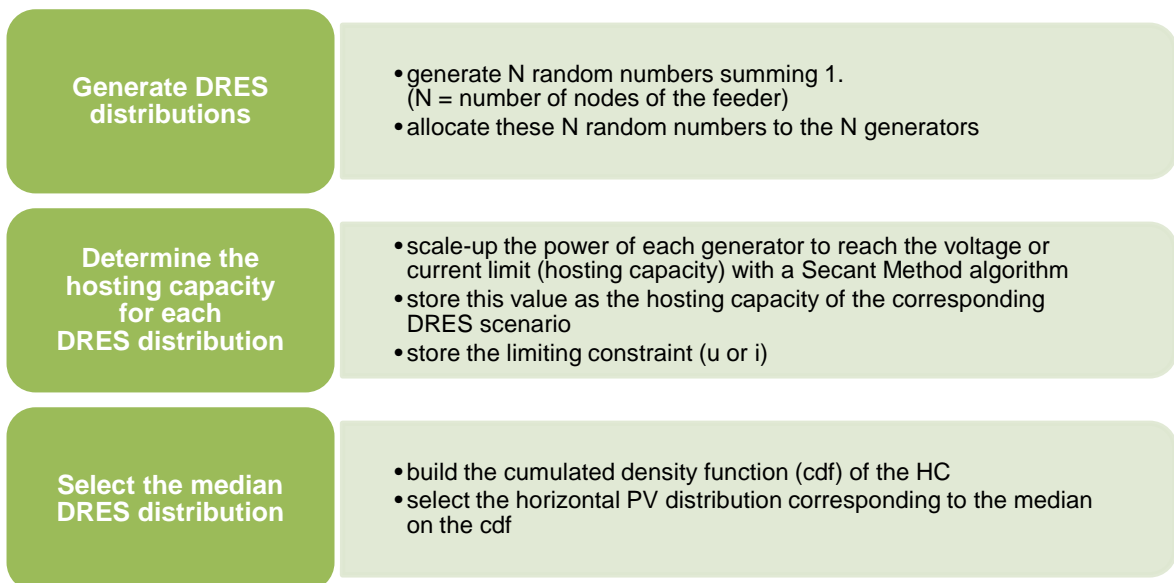 Generate DRES
distributions
•generate N random numbers summing 1.
(N = number of nodes of the feeder)
•allocate these N random numbers to the N generators
Determine the
hosting capacity
for each
DRES distribution
•scale-up the power of each generator to reach the voltage or
current limit (hosting capacity) with a Secant Method algorithm
•store this value as the hosting capacity of the corresponding
DRES scenario
•store the limiting constraint (u or i)
Select the median
DRES distribution
•build the cumulated density function (cdf) of the HC
•select the horizontal PV distribution corresponding to the median
on the cdf